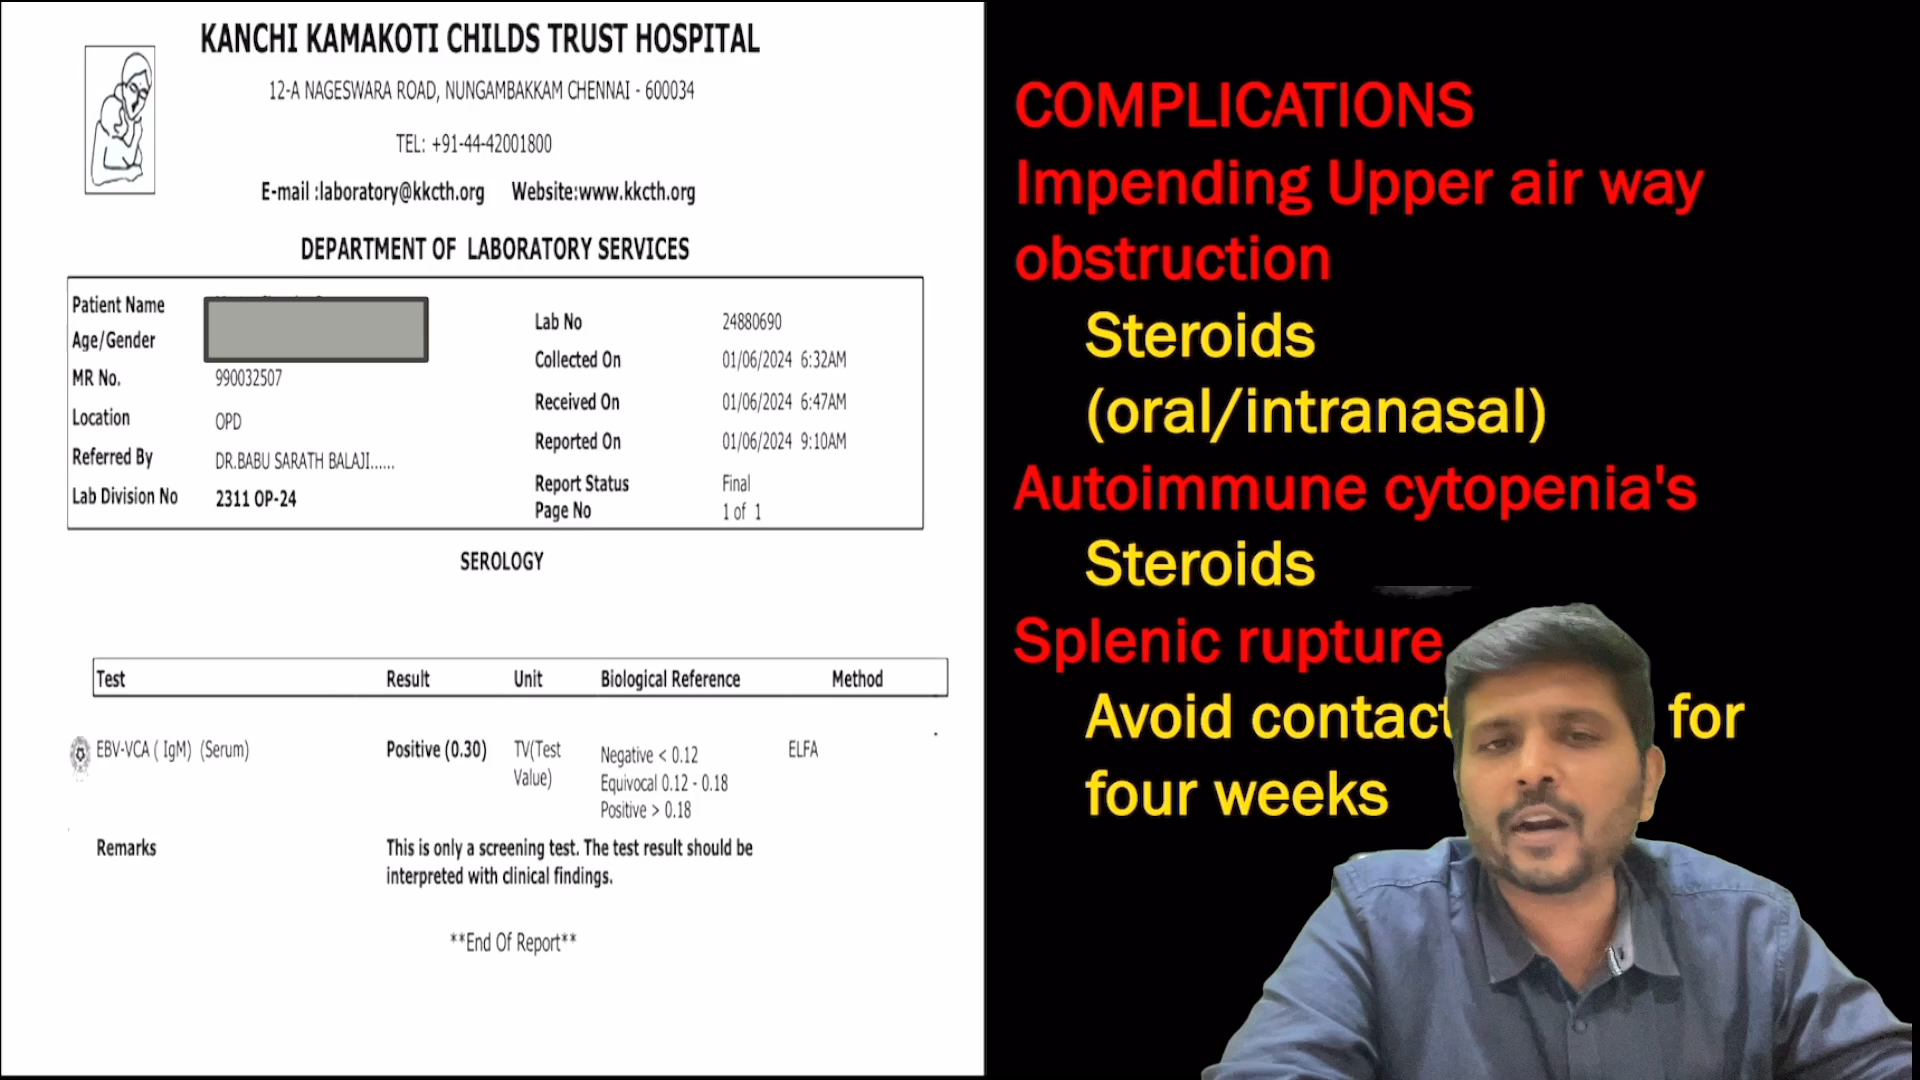 KANCHI KAMAKOTI CHILDS TRUST HOSPITAL
12-A NAGESWARA ROAD, NUNGAMBAKKAM CHENNAI - 600034
TEL: +91-44-42001800
E-mail :laboratory@kkcth.org Website:www.kkcth.org
DEPARTMENT OF LABORATORY SERVICES
Patient Name
Age/Gender
MR No. 990032507
Location OPD
Referred By DR.BABU SARATH BALAJI......
Lab Division No 2311 OP-24
Lab No 24880690
Collected On 01/06/2024 6:32AM
Received On 01/06/2024 6:47AM
Reported On 01/06/2024 9:10AM
Report Status Final
Page No 1 of 1
SEROLOGY
Test Result Unit Biological Reference Method
EBV-VCA ( IgM) (Serum) Positive (0.30) TV(Test Value) Negative < 0.12 ELFA
Equivocal 0.12 - 0.18
Positive > 0.18
Remarks This is only a screening test. The test result should be
interpreted with clinical findings.
**End Of Report**
COMPLICATIONS
Impending Upper air way
obstruction
Steroids
(oral/intranasal)
Autoimmune cytopenia's
Steroids
Splenic rupture
Avoid contact for
four weeks